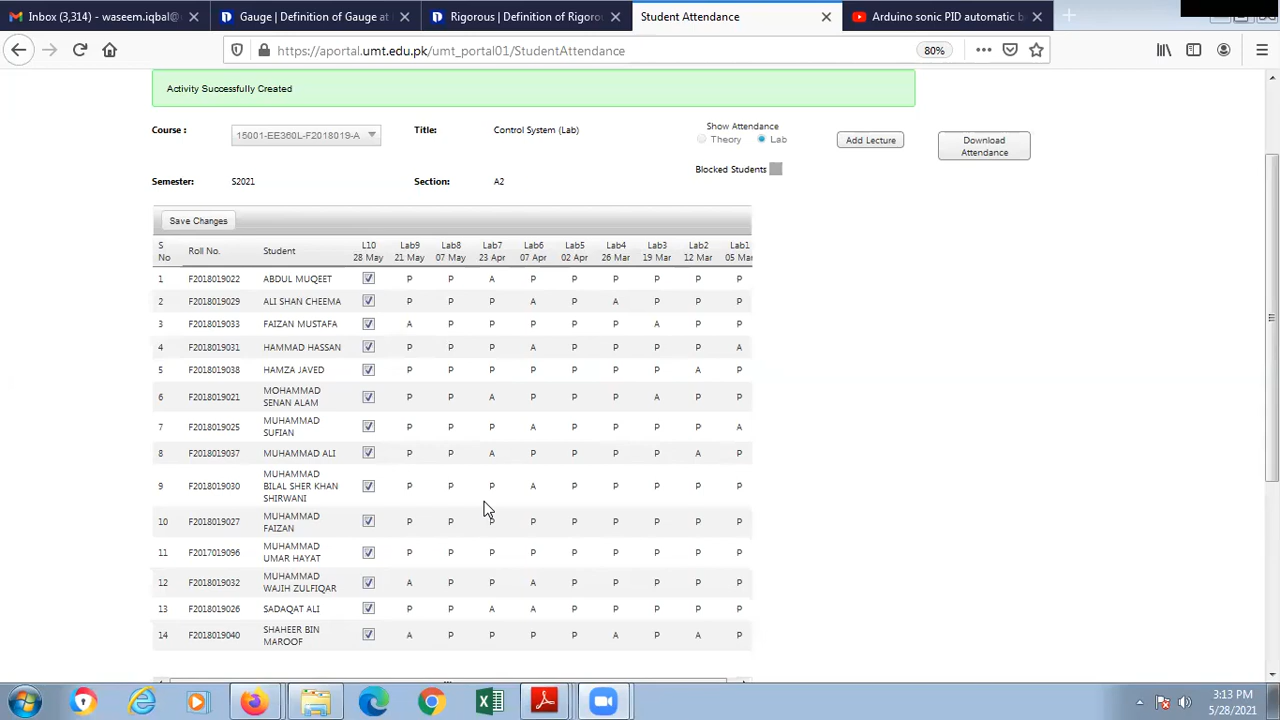 Inbox (3,314) - waseem.iqbal@
Gauge | Definition of Gauge at
Rigorous | Definition of Rigoro
Student Attendance
Arduino sonic PID automatic b
https://aportal.umt.edu.pk/umt_portal01/StudentAttendance
80%
Activity Successfully Created
Course :
15001-EE360L-F2018019-A
Title:
Control System (Lab)
Show Attendance
Theory
Lab
Add Lecture
Download
Attendance
Blocked Students
Semester:
S2021
Section:
A2
Save Changes
S No Roll No. Student L10 28 May Lab9 21 May Lab8 07 May Lab7 23 Apr Lab6 07 Apr Lab5 02 Apr Lab4 26 Mar Lab3 19 Mar Lab2 12 Mar Lab1 05 Mar
1 F2018019022 ABDUL MUQEET P P A P P P P P P
2 F2018019029 ALI SHAN CHEEMA P P P A P A P P P
3 F2018019033 FAIZAN MUSTAFA A P P P P P A P P
4 F2018019031 HAMMAD HASSAN P P P A P P P P A
5 F2018019038 HAMZA JAVED P P P P P P P A P
6 F2018019021 MOHAMMAD SENAN ALAM P P A P P P A P P
7 F2018019025 MUHAMMAD SUFIAN P P P A P P P P A
8 F2018019037 MUHAMMAD ALI P P A P P P P A P
9 F2018019030 MUHAMMAD BILAL SHER KHAN SHIRWANI P P P A P P P P P
10 F2018019027 MUHAMMAD FAIZAN P P P P P P P P P
11 F2017019096 MUHAMMAD UMAR HAYAT P P P P P P P P P
12 F2018019032 MUHAMMAD WAJIH ZULFIQAR A P P A P P P P P
13 F2018019026 SADAQAT ALI P P A A P P P P P
14 F2018019040 SHAHEER BIN MAROOF A P P P P A P A P
3:13 PM
5/28/2021